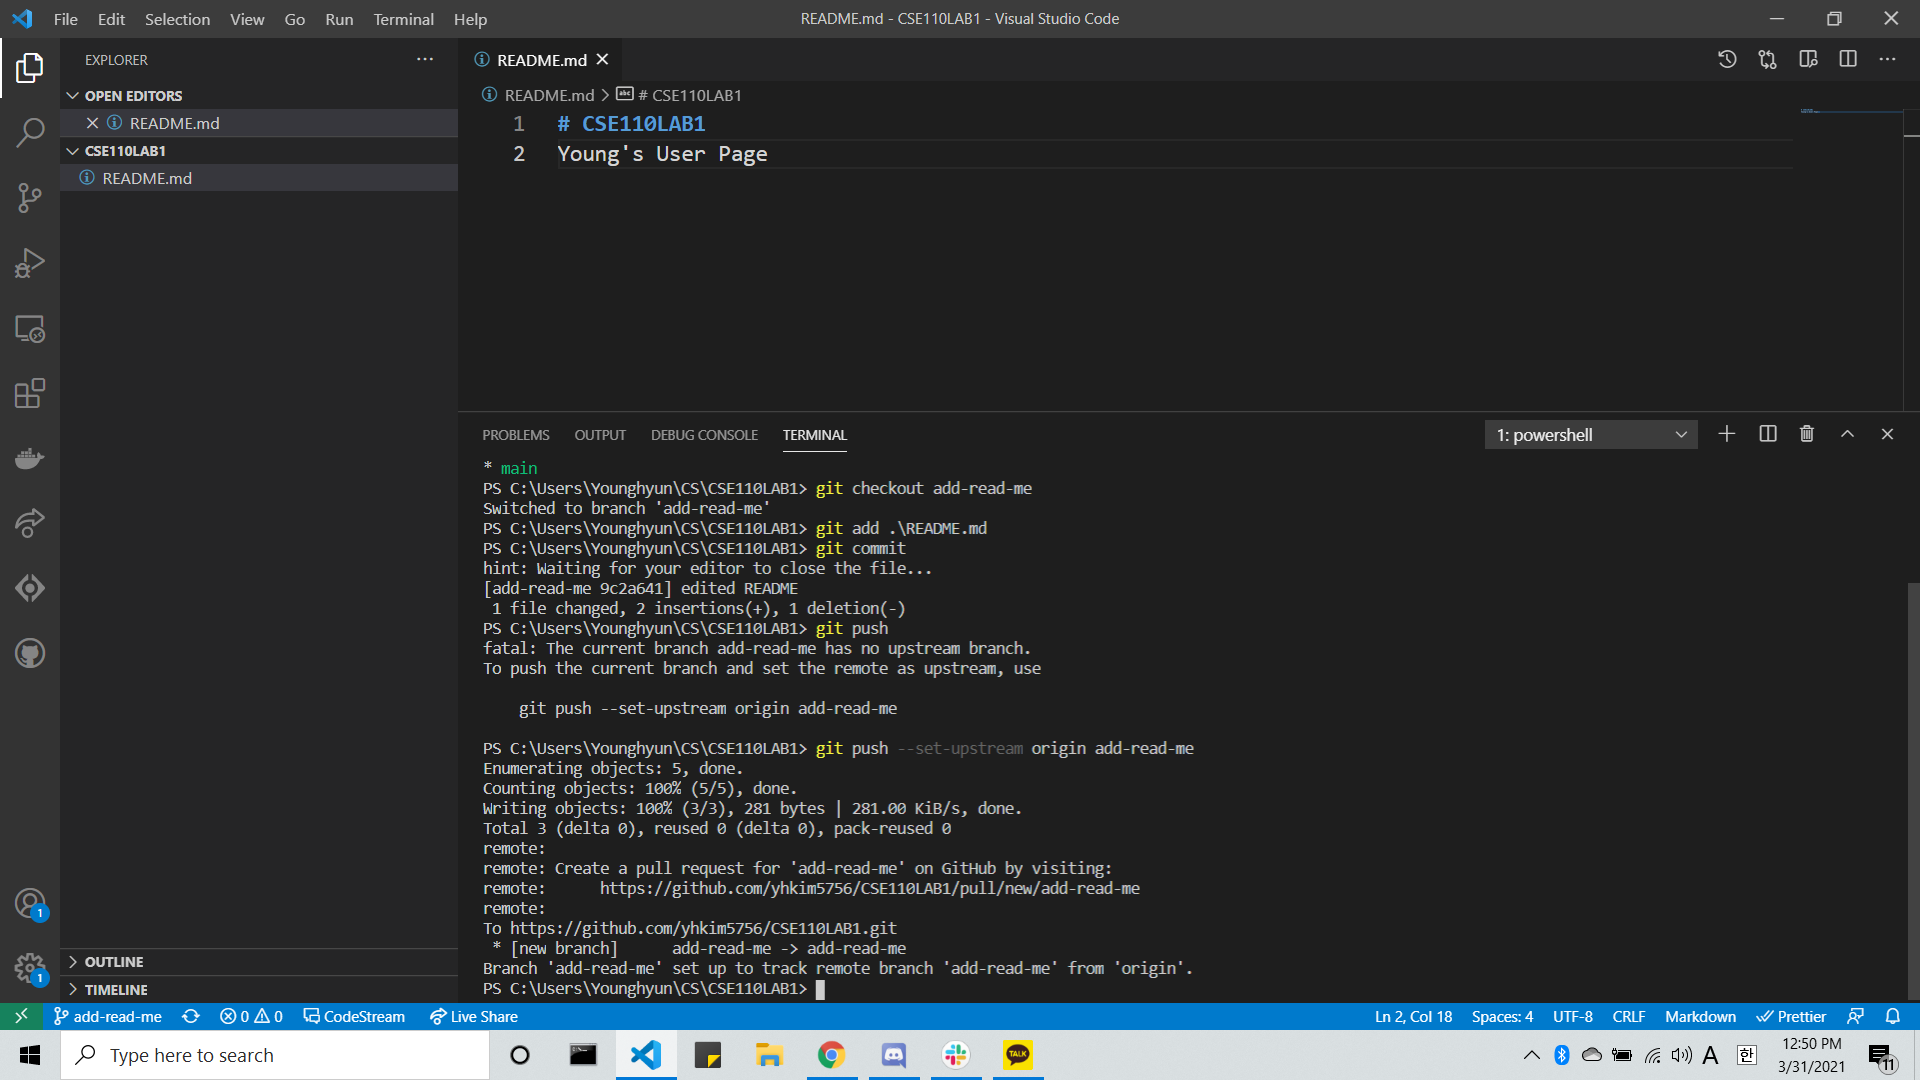 File Edit Selection View Go Run Terminal Help
README.md - CSE110LAB1 - Visual Studio Code
EXPLORER
OPEN EDITORS
README.md
CSE110LAB1
README.md
OUTLINE
TIMELINE
README.md
README.md > # CSE110LAB1
1 # CSE110LAB1
2 Young's User Page
PROBLEMS OUTPUT DEBUG CONSOLE TERMINAL
1: powershell
* main
PS C:\Users\Younghyun\CS\CSE110LAB1> git checkout add-read-me
Switched to branch 'add-read-me'
PS C:\Users\Younghyun\CS\CSE110LAB1> git add .\README.md
PS C:\Users\Younghyun\CS\CSE110LAB1> git commit
hint: Waiting for your editor to close the file...
[add-read-me 9c2a641] edited README
1 file changed, 2 insertions(+), 1 deletion(-)
PS C:\Users\Younghyun\CS\CSE110LAB1> git push
fatal: The current branch add-read-me has no upstream branch.
To push the current branch and set the remote as upstream, use
git push --set-upstream origin add-read-me
PS C:\Users\Younghyun\CS\CSE110LAB1> git push --set-upstream origin add-read-me
Enumerating objects: 5, done.
Counting objects: 100% (5/5), done.
Writing objects: 100% (3/3), 281 bytes | 281.00 KiB/s, done.
Total 3 (delta 0), reused 0 (delta 0), pack-reused 0
remote:
remote: Create a pull request for 'add-read-me' on GitHub by visiting:
remote:      https://github.com/yhkim5756/CSE110LAB1/pull/new/add-read-me
remote:
To https://github.com/yhkim5756/CSE110LAB1.git
* [new branch]      add-read-me -> add-read-me
Branch 'add-read-me' set up to track remote branch 'add-read-me' from 'origin'.
PS C:\Users\Younghyun\CS\CSE110LAB1>
1
1
add-read-me 0 0 CodeStream Live Share
Ln 2, Col 18 Spaces: 4 UTF-8 CRLF Markdown Prettier
Type here to search
TALK
A 한
12:50 PM
3/31/2021
11